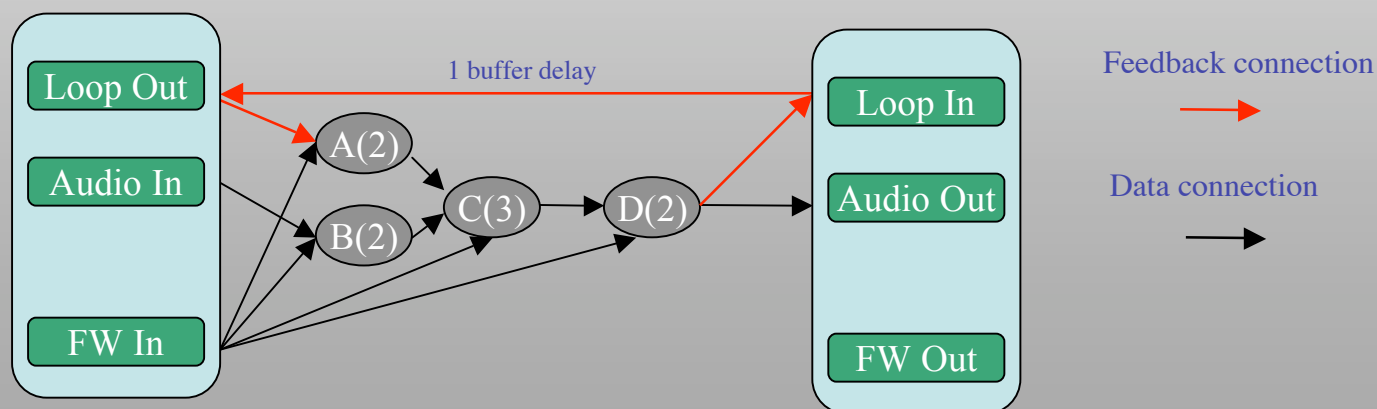 Loop Out
Audio In
FW In
1 buffer delay
A(2)
B(2)
C(3)
D(2)
Loop In
Audio Out
FW Out
Feedback connection
Data connection